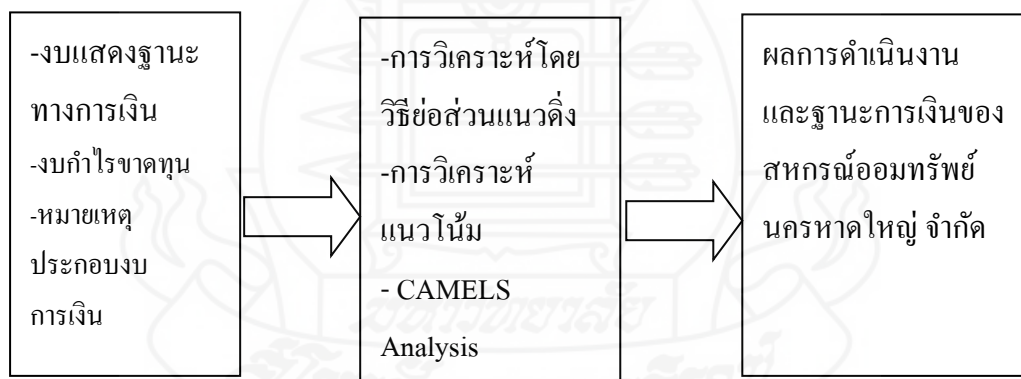 -งบแสดงฐานะ
ทางการเงิน
-งบกำไรขาดทุน
-หมายเหตุ
ประกอบงบ
การเงิน
-การวิเคราะห์โดย
วิธีย่อส่วนแนวดิ่ง
-การวิเคราะห์
แนวโน้ม
- CAMELS
Analysis
ผลการดำเนินงาน
และฐานะการเงินของ
สหกรณ์ออมทรัพย์
นครหาดใหญ่ จำกัด